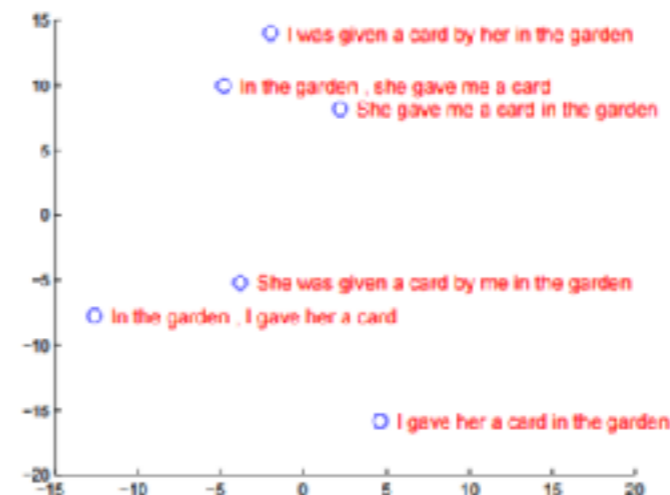 15
I was given a card by her in the garden
10
In the garden , she gave me a card
She gave me a card in the garden
5
0
-5
She was given a card by me in the garden
In the garden , I gave her a card
-10
-15
I gave her a card in the garden
-20
-15 -10 -5 0 5 10 15 20